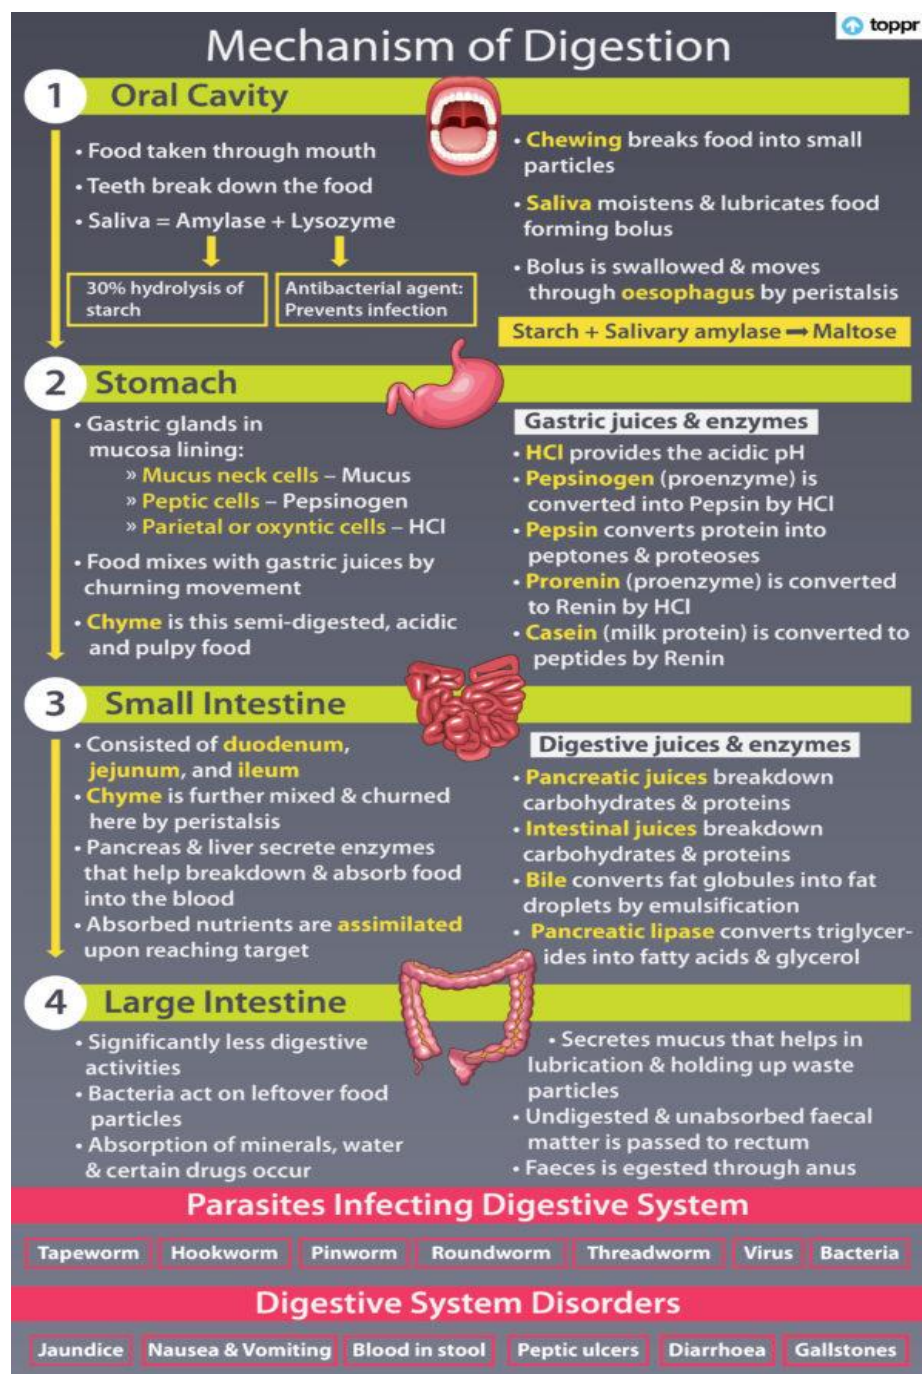 toppr
Mechanism of Digestion
1 Oral Cavity
• Food taken through mouth
• Teeth break down the food
• Saliva = Amylase + Lysozyme
30% hydrolysis of
starch
Antibacterial agent:
Prevents infection
• Chewing breaks food into small
particles
• Saliva moistens & lubricates food
forming bolus
• Bolus is swallowed & moves
through oesophagus by peristalsis
Starch + Salivary amylase ➞ Maltose
2 Stomach
• Gastric glands in
mucosa lining:
» Mucus neck cells – Mucus
» Peptic cells – Pepsinogen
» Parietal or oxyntic cells – HCl
• Food mixes with gastric juices by
churning movement
• Chyme is this semi-digested, acidic
and pulpy food
Gastric juices & enzymes
• HCl provides the acidic pH
• Pepsinogen (proenzyme) is
converted into Pepsin by HCl
• Pepsin converts protein into
peptones & proteoses
• Prorenin (proenzyme) is converted
to Renin by HCl
• Casein (milk protein) is converted to
peptides by Renin
3 Small Intestine
• Consisted of duodenum,
jejunum, and ileum
• Chyme is further mixed & churned
here by peristalsis
• Pancreas & liver secrete enzymes
that help breakdown & absorb food
into the blood
• Absorbed nutrients are assimilated
upon reaching target
Digestive juices & enzymes
• Pancreatic juices breakdown
carbohydrates & proteins
• Intestinal juices breakdown
carbohydrates & proteins
• Bile converts fat globules into fat
droplets by emulsification
• Pancreatic lipase converts triglycer-
ides into fatty acids & glycerol
4 Large Intestine
• Significantly less digestive
activities
• Bacteria act on leftover food
particles
• Absorption of minerals, water
& certain drugs occur
• Secretes mucus that helps in
lubrication & holding up waste
particles
• Undigested & unabsorbed faecal
matter is passed to rectum
• Faeces is egested through anus
Parasites Infecting Digestive System
Tapeworm Hookworm Pinworm Roundworm Threadworm Virus Bacteria
Digestive System Disorders
Jaundice Nausea & Vomiting Blood in stool Peptic ulcers Diarrhoea Gallstones